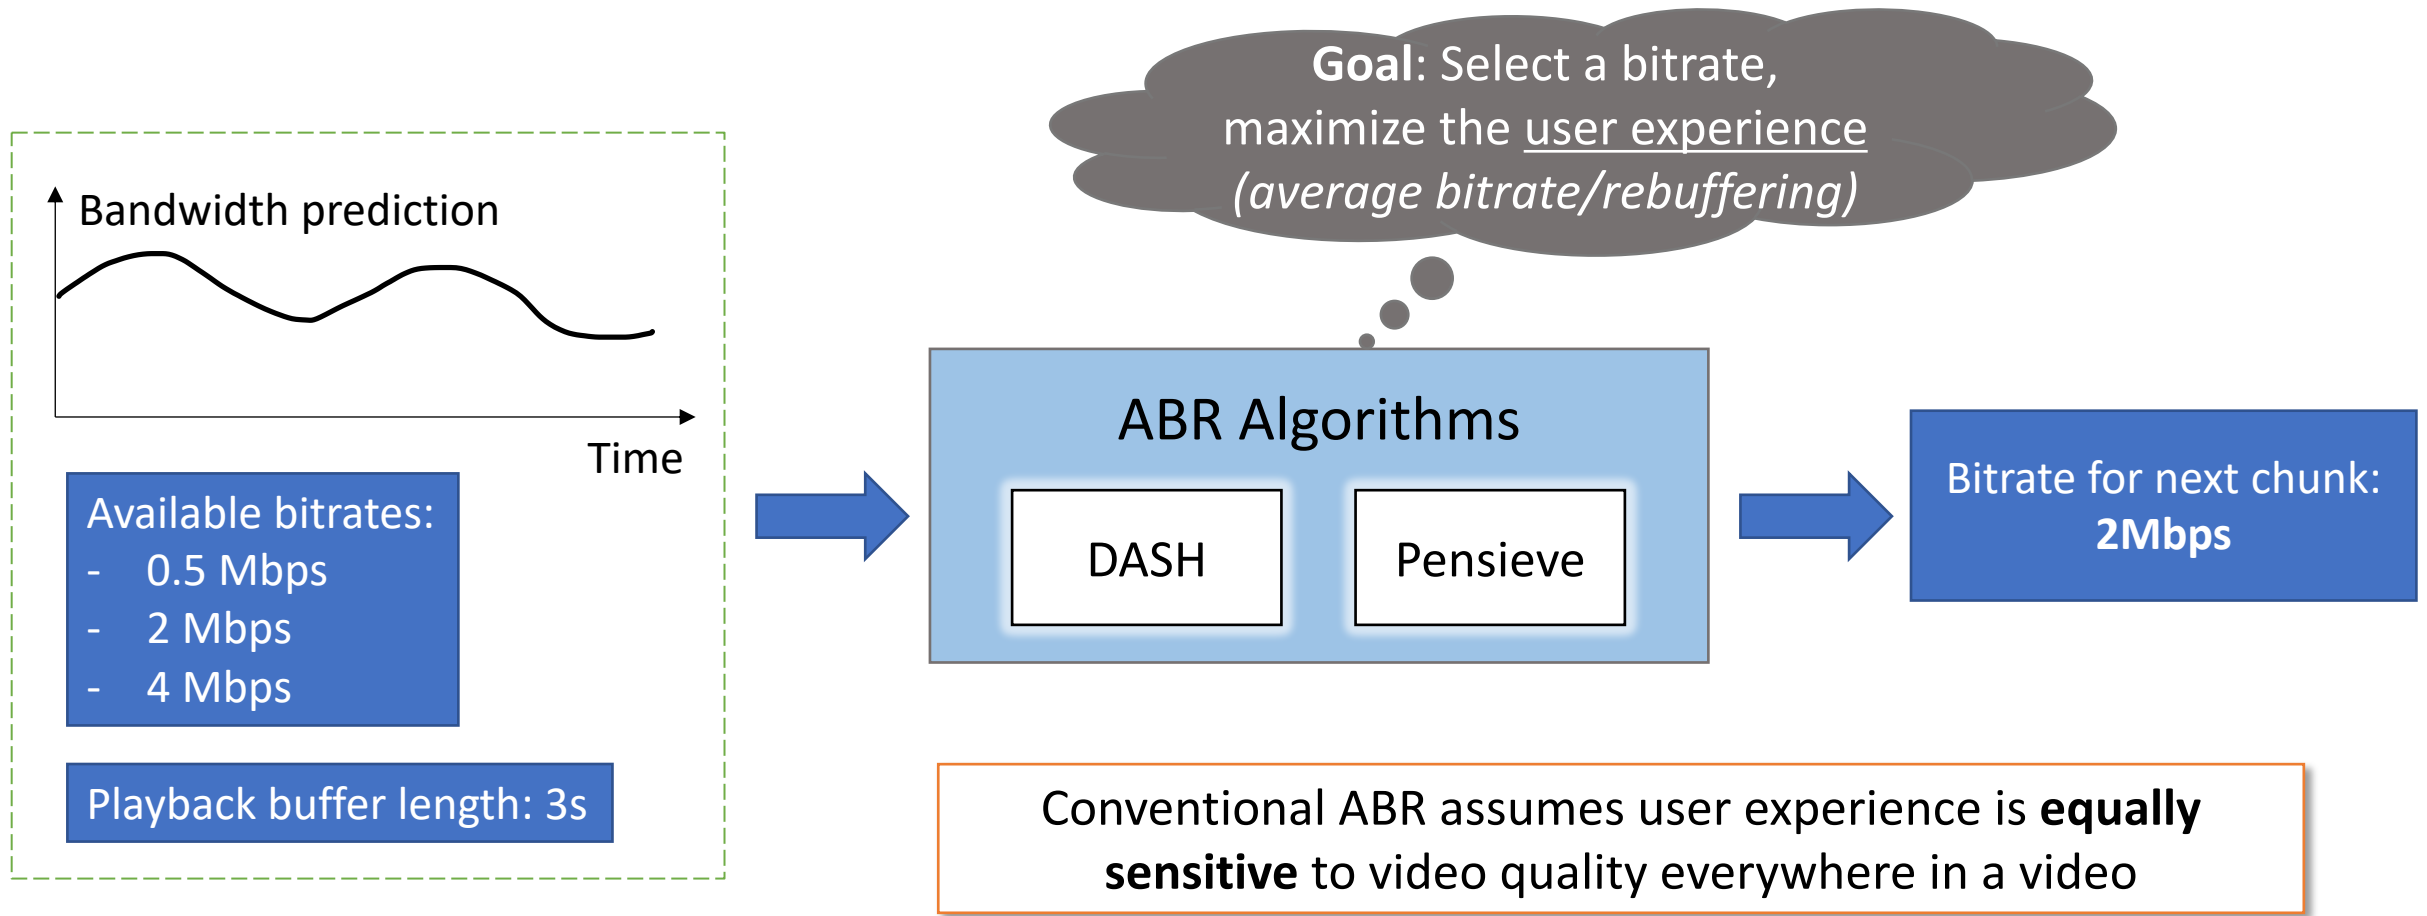 Goal: Select a bitrate,
maximize the user experience
(average bitrate/rebuffering)
Bandwidth prediction
Time
Available bitrates:
- 0.5 Mbps
- 2 Mbps
- 4 Mbps
Playback buffer length: 3s
ABR Algorithms
DASH
Pensieve
Bitrate for next chunk:
2Mbps
Conventional ABR assumes user experience is equally
sensitive to video quality everywhere in a video